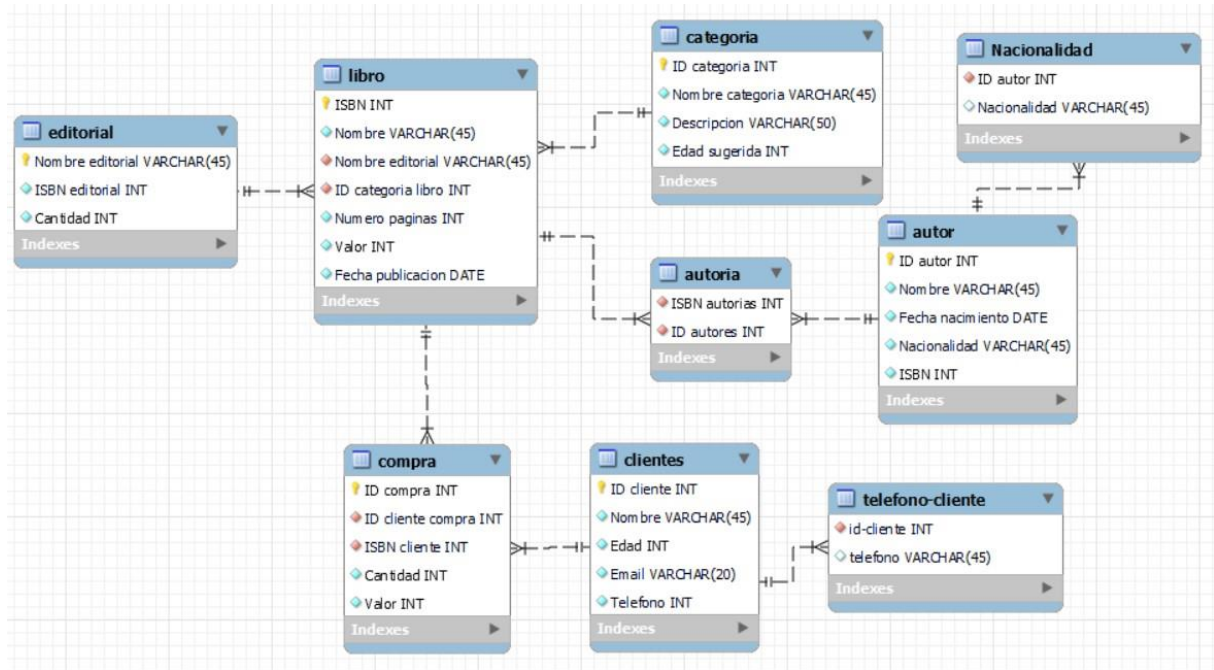 editorial
Nombre editorial VARCHAR(45)
ISBN editorial INT
Cantidad INT
Indexes
libro
ISBN INT
Nombre VARCHAR(45)
Nombre editorial VARCHAR(45)
ID categoria libro INT
Numero paginas INT
Valor INT
Fecha publicacion DATE
Indexes
categoria
ID categoria INT
Nombre categoria VARCHAR(45)
Descripcion VARCHAR(50)
Edad sugerida INT
Indexes
Nacionalidad
ID autor INT
Nacionalidad VARCHAR(45)
Indexes
autoria
ISBN autorias INT
ID autores INT
Indexes
autor
ID autor INT
Nombre VARCHAR(45)
Fecha nacimiento DATE
Nacionalidad VARCHAR(45)
ISBN INT
Indexes
compra
ID compra INT
ID cliente compra INT
ISBN cliente INT
Cantidad INT
Valor INT
Indexes
clientes
ID cliente INT
Nombre VARCHAR(45)
Edad INT
Email VARCHAR(20)
Telefono INT
Indexes
telefono-cliente
id-cliente INT
telefono VARCHAR(45)
Indexes